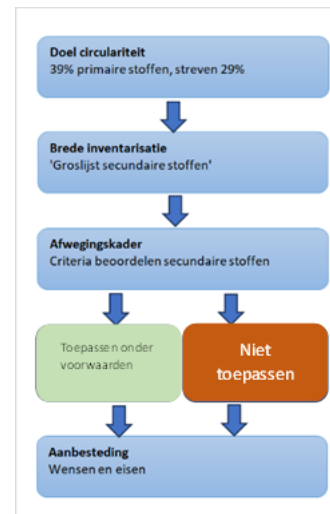 Doel circulariteit
39% primaire stoffen, streven 29%
Brede inventarisatie
'Groslijst secundaire stoffen'
Afwegingskader
Criteria beoordelen secundaire stoffen
Toepassen onder
voorwaarden
Niet
toepassen
Aanbesteding
Wensen en eisen